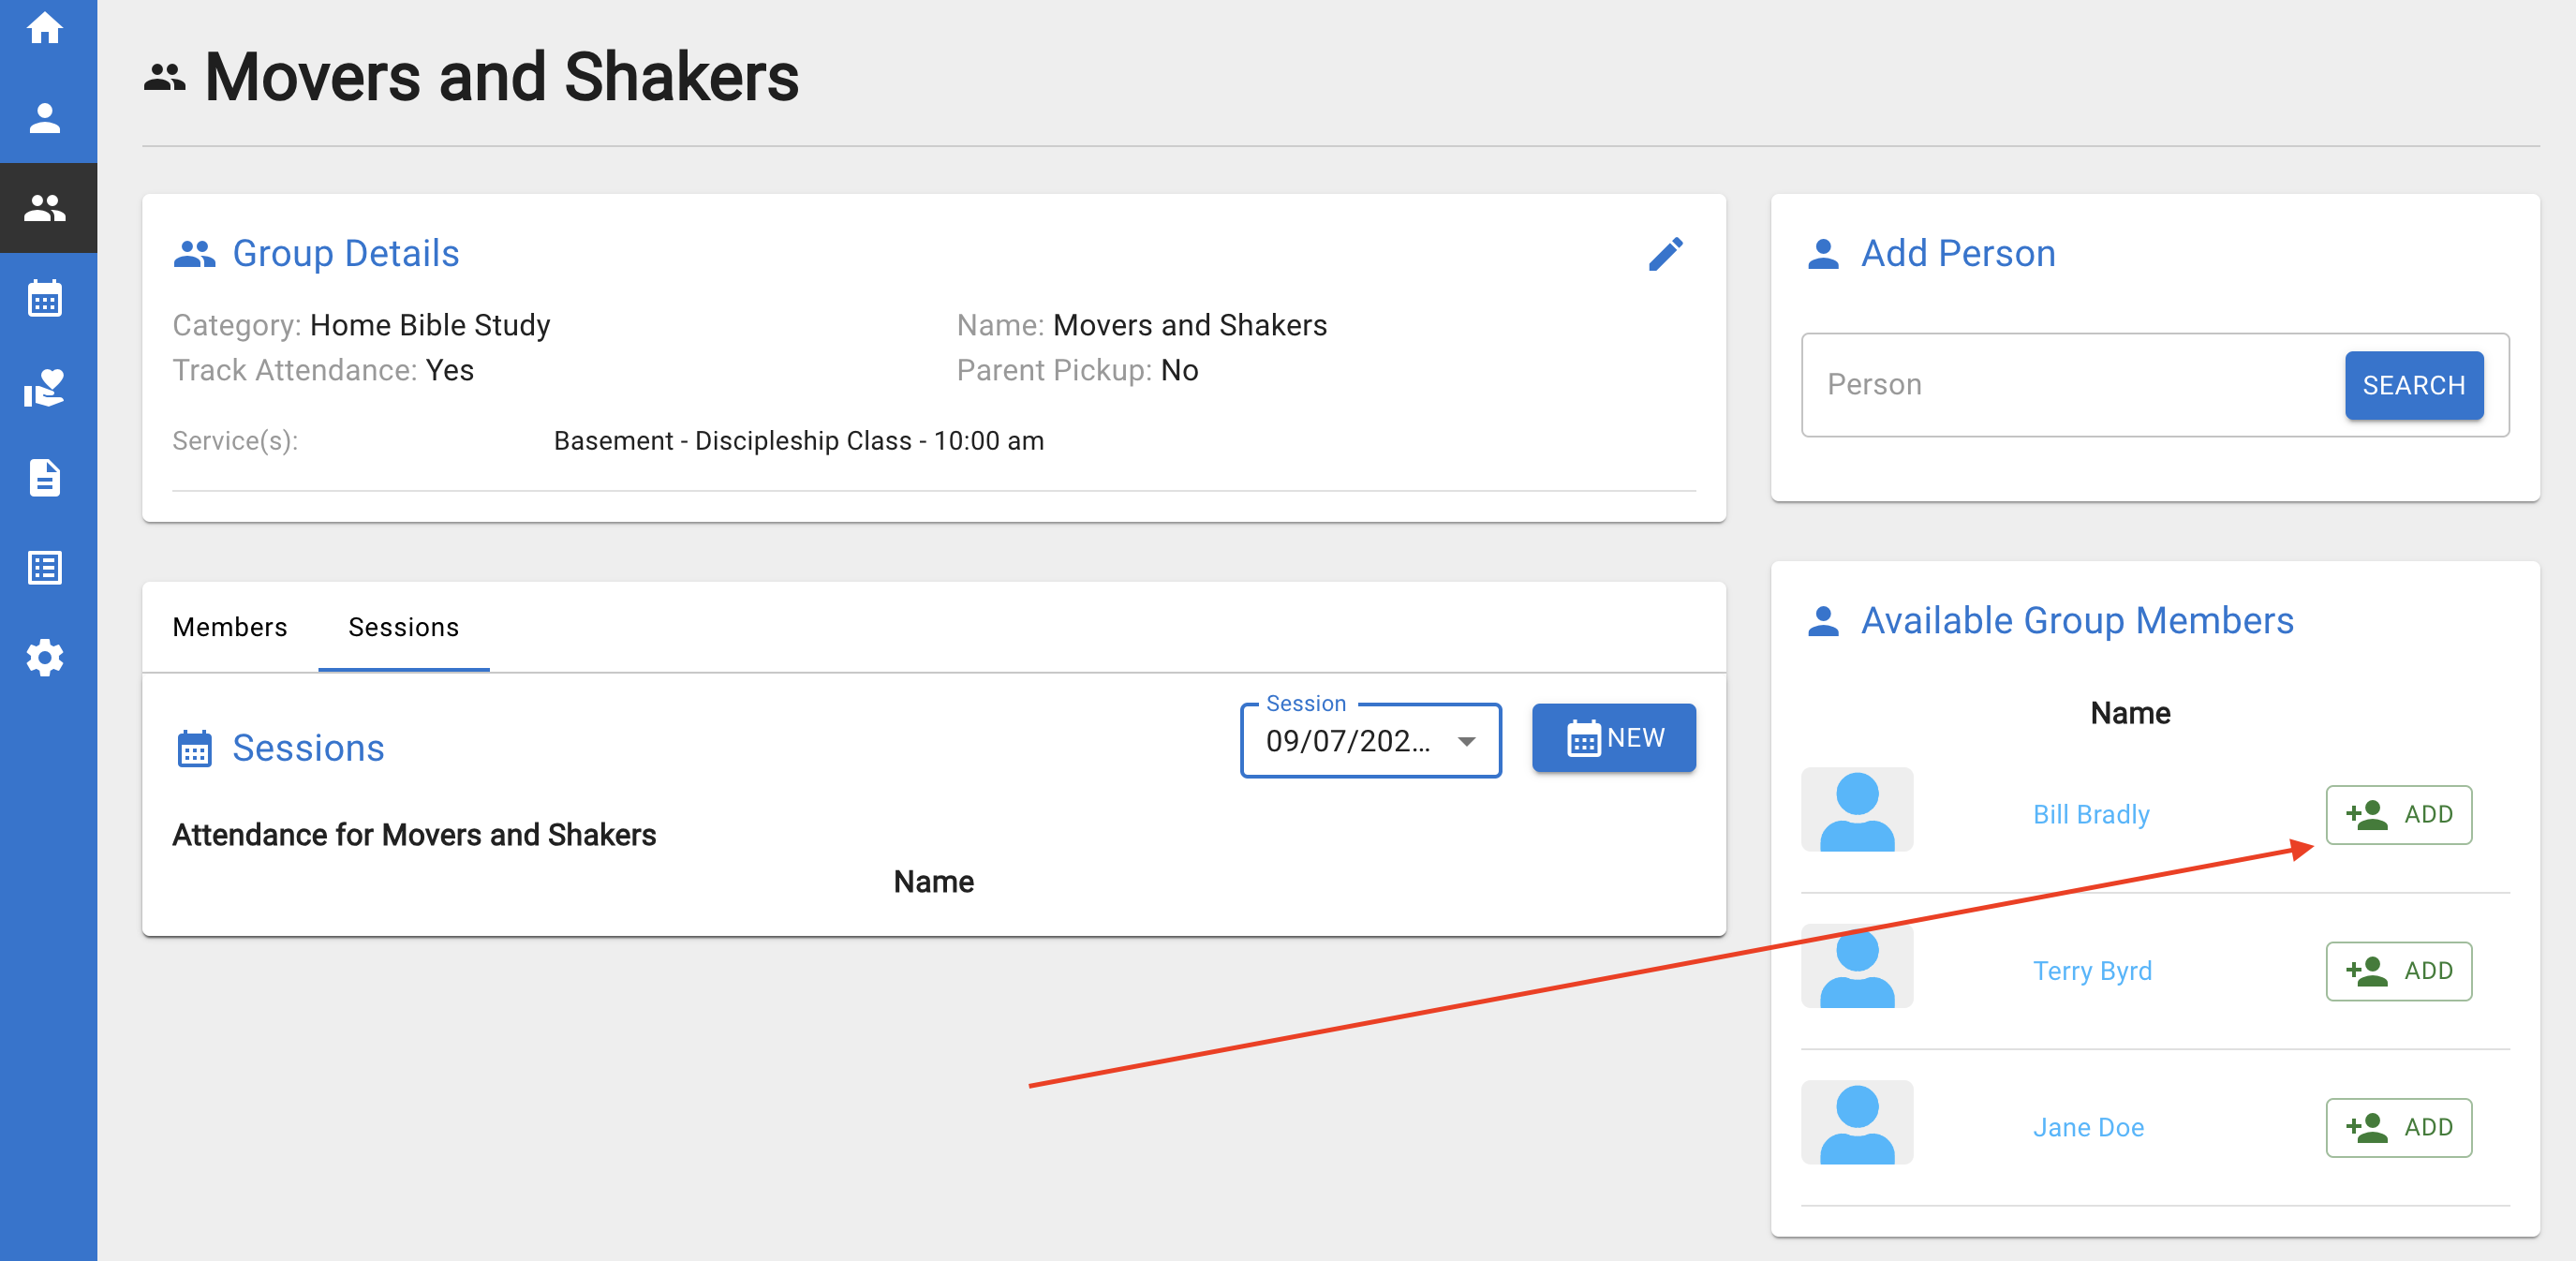 Movers and Shakers
Group Details
Category: Home Bible Study
Name: Movers and Shakers
Track Attendance: Yes
Parent Pickup: No
Service(s):
Basement - Discipleship Class - 10:00 am
Add Person
Person
SEARCH
Members
Sessions
Sessions
Session
09/07/202...
NEW
Attendance for Movers and Shakers
Name
Available Group Members
Name
Bill Bradly
ADD
Terry Byrd
ADD
Jane Doe
ADD